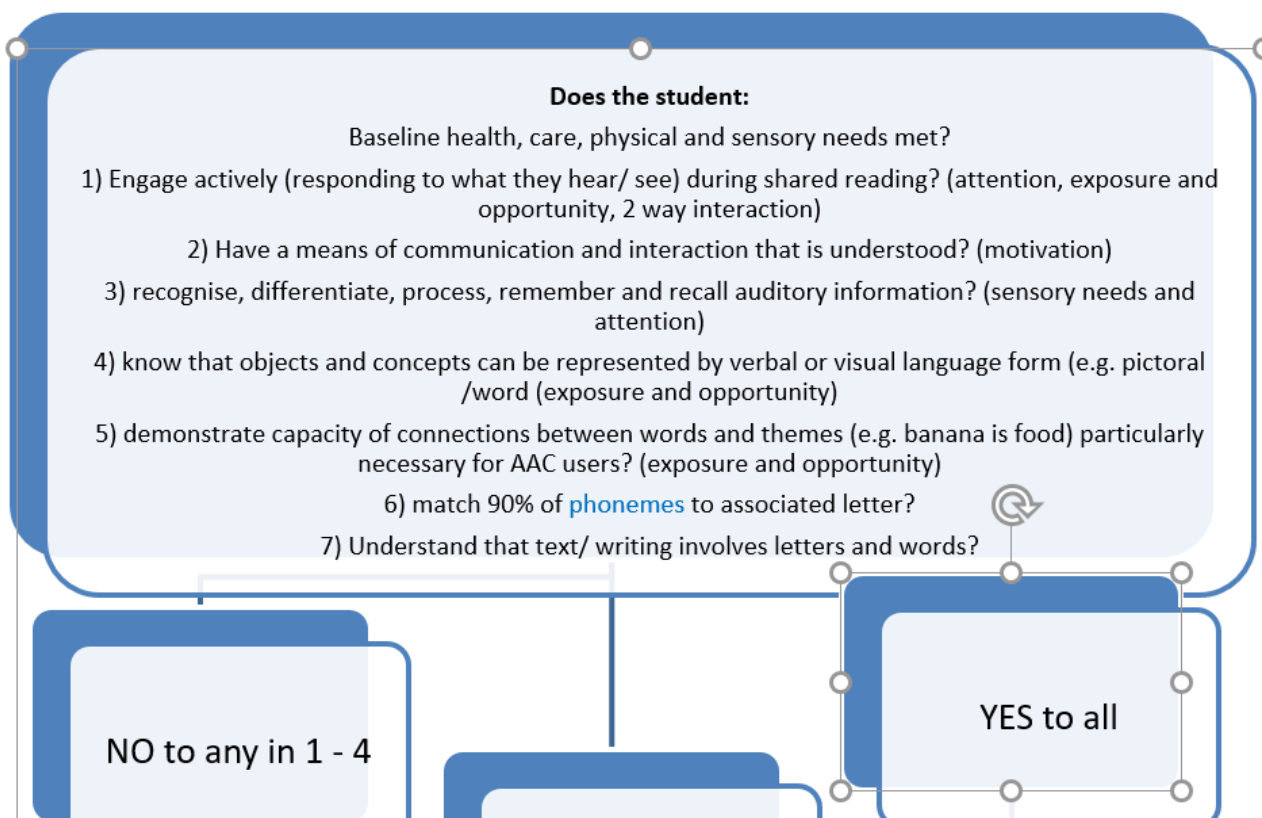 Does the student:
Baseline health, care, physical and sensory needs met?
1) Engage actively (responding to what they hear/ see) during shared reading? (attention, exposure and
opportunity, 2 way interaction)
2) Have a means of communication and interaction that is understood? (motivation)
3) recognise, differentiate, process, remember and recall auditory information? (sensory needs and
attention)
4) know that objects and concepts can be represented by verbal or visual language form (e.g. pictoral
/word (exposure and opportunity)
5) demonstrate capacity of connections between words and themes (e.g. banana is food) particularly
necessary for AAC users? (exposure and opportunity)
6) match 90% of phonemes to associated letter?
7) Understand that text/ writing involves letters and words?
NO to any in 1 - 4
YES to all